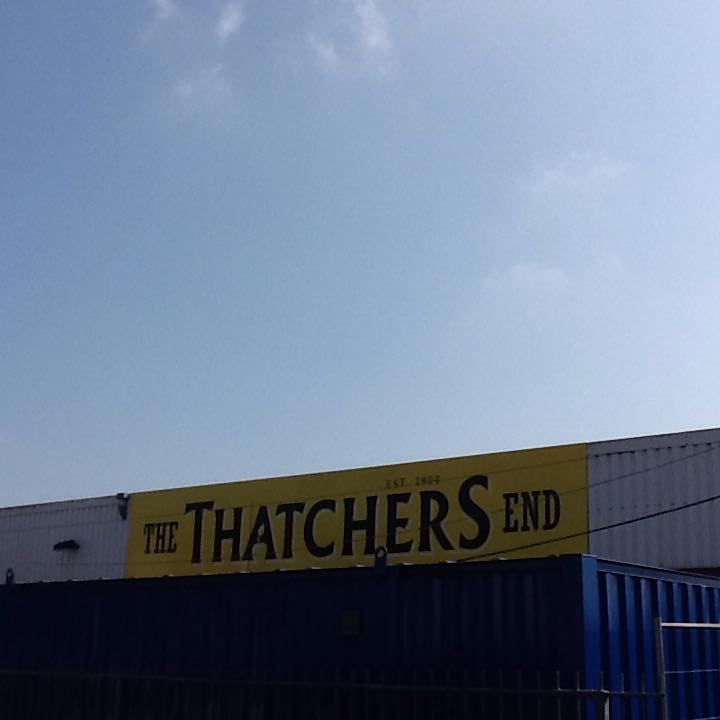 EST. 1904
THE THATCHERS END